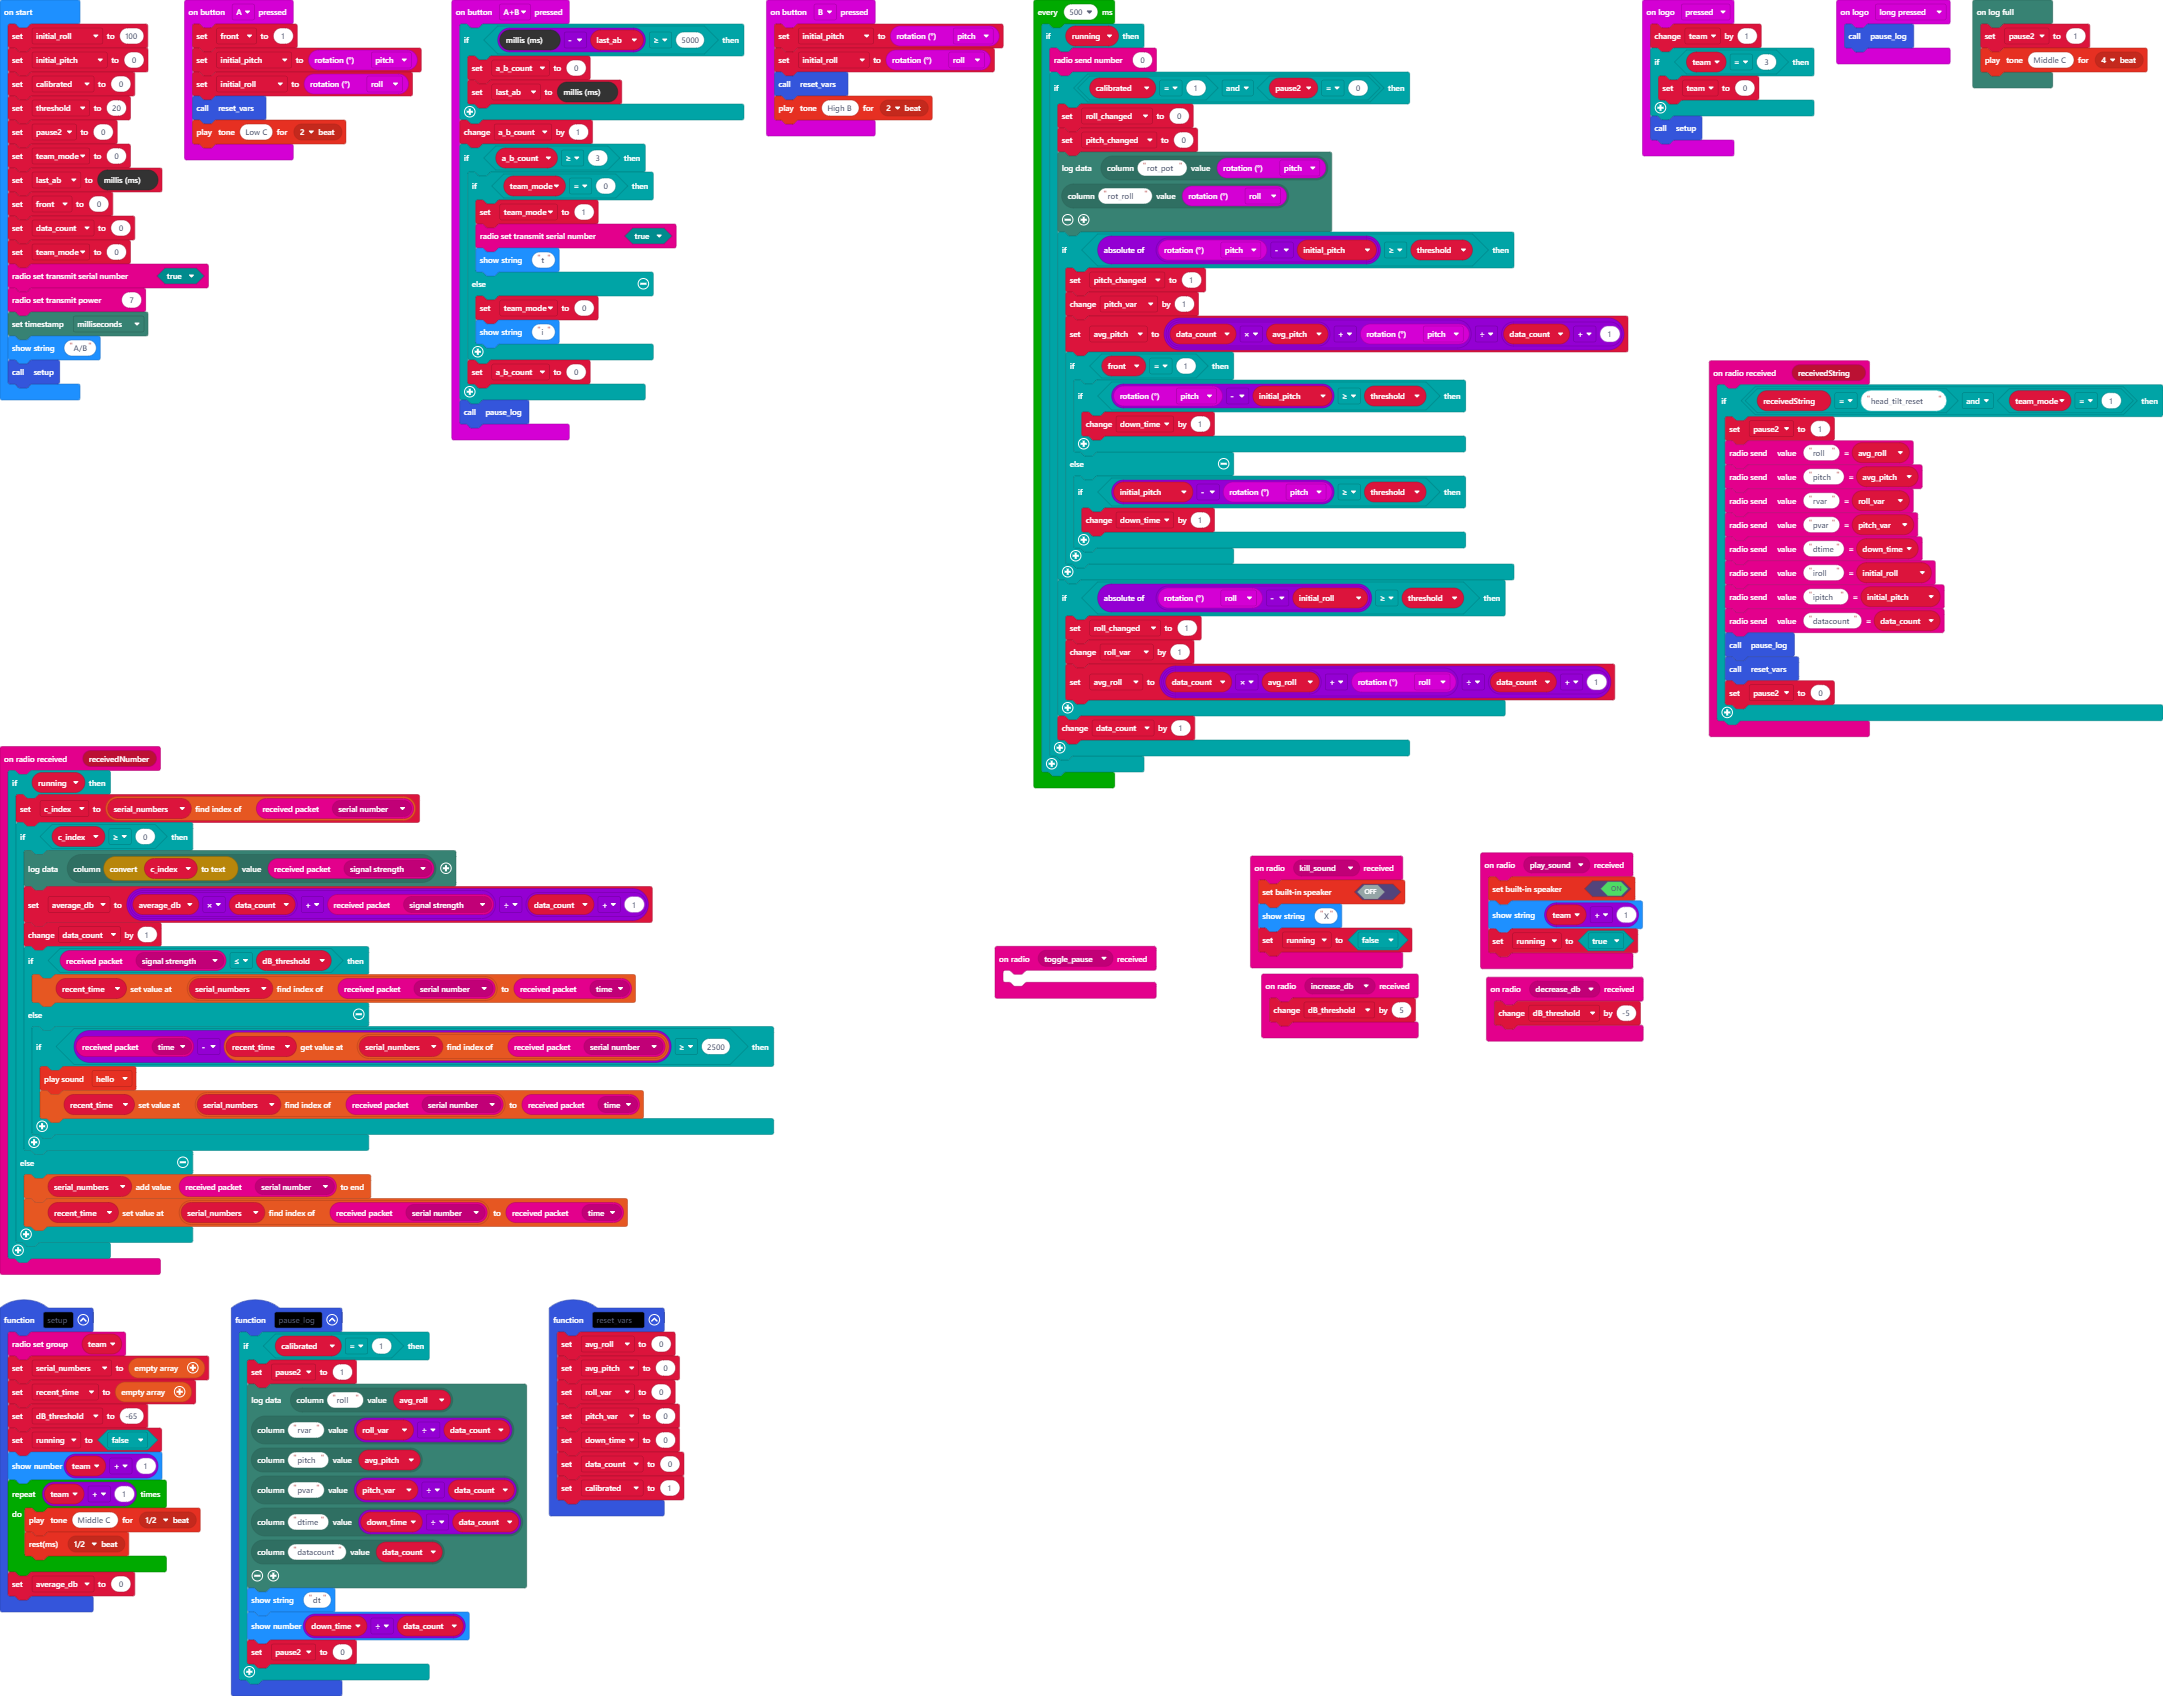 on start
set initial_roll to 100
set initial_pitch to 0
set calibrated to 0
set threshold to 20
set pause2 to 0
set team_mode to 0
set last_ab to millis (ms)
set front to 0
set data_count to 0
set team_mode to 0
radio set transmit serial number true
radio set transmit power 7
set timestamp milliseconds
show string "A/B"
call setup
on button A pressed
set front to 1
set initial_pitch to rotation (°) pitch
set initial_roll to rotation (°) roll
call reset_vars
play tone Low C for 2 beat
on button A+B pressed
if millis (ms) - last_ab ≥ 5000 then
set a_b_count to 0
set last_ab to millis (ms)
change a_b_count by 1
if a_b_count ≥ 3 then
if team_mode = 0 then
set team_mode to 1
radio set transmit serial number true
show string "t"
else
set team_mode to 0
show string "i"
set a_b_count to 0
call pause_log
on button B pressed
set initial_pitch to rotation (°) pitch
set initial_roll to rotation (°) roll
call reset_vars
play tone High B for 2 beat
every 500 ms
if running then
radio send number 0
if calibrated = 1 and pause2 = 0 then
set roll_changed to 0
set pitch_changed to 0
log data column "rot_pot" value rotation (°) pitch
column "rot_roll" value rotation (°) roll
if absolute of rotation (°) pitch - initial_pitch ≥ threshold then
set pitch_changed to 1
change pitch_var by 1
set avg_pitch to data_count × avg_pitch + rotation (°) pitch ÷ data_count + 1
if front = 1 then
if rotation (°) pitch - initial_pitch ≥ threshold then
change down_time by 1
else
if initial_pitch - rotation (°) pitch ≥ threshold then
change down_time by 1
if absolute of rotation (°) roll - initial_roll ≥ threshold then
set roll_changed to 1
change roll_var by 1
set avg_roll to data_count × avg_roll + rotation (°) roll ÷ data_count + 1
change data_count by 1
on logo pressed
change team by 1
if team = 3 then
set team to 0
call setup
on logo long pressed
call pause_log
on log full
set pause2 to 1
play tone Middle C for 4 beat
on radio received receivedString
if receivedString = "head_tilt_reset" and team_mode = 1 then
set pause2 to 1
radio send value "roll" = avg_roll
radio send value "pitch" = avg_pitch
radio send value "rvar" = roll_var
radio send value "pvar" = pitch_var
radio send value "dtime" = down_time
radio send value "iroll" = initial_roll
radio send value "ipitch" = initial_pitch
radio send value "datacount" = data_count
call pause_log
call reset_vars
set pause2 to 0
on radio received receivedNumber
if running then
set c_index to serial_numbers find index of received packet serial number
if c_index ≥ 0 then
log data column convert c_index to text value received packet signal strength
set average_db to average_db × data_count + received packet signal strength ÷ data_count + 1
change data_count by 1
if received packet signal strength ≤ dB_threshold then
recent_time set value at serial_numbers find index of received packet serial number to received packet time
else
if received packet time - recent_time get value at serial_numbers find index of received packet serial number ≥ 2500 then
play sound hello
recent_time set value at serial_numbers find index of received packet serial number to received packet time
else
serial_numbers add value received packet serial number to end
recent_time set value at serial_numbers find index of received packet serial number to received packet time
on radio toggle_pause received
on radio kill_sound received
set built-in speaker OFF
show string "X"
set running to false
on radio play_sound received
set built-in speaker ON
show string team + 1
set running to true
on radio increase_db received
change dB_threshold by 5
on radio decrease_db received
change dB_threshold by -5
function setup
radio set group team
set serial_numbers to empty array
set recent_time to empty array
set dB_threshold to -65
set running to false
show number team + 1
repeat team + 1 times
do play tone Middle C for 1/2 beat
rest(ms) 1/2 beat
set average_db to 0
function pause_log
if calibrated = 1 then
set pause2 to 1
log data column "roll" value avg_roll
column "rvar" value roll_var ÷ data_count
column "pitch" value avg_pitch
column "pvar" value pitch_var ÷ data_count
column "dtime" value down_time ÷ data_count
column "datacount" value data_count
show string "dt"
show number down_time ÷ data_count
set pause2 to 0
function reset_vars
set avg_roll to 0
set avg_pitch to 0
set roll_var to 0
set pitch_var to 0
set down_time to 0
set data_count to 0
set calibrated to 1